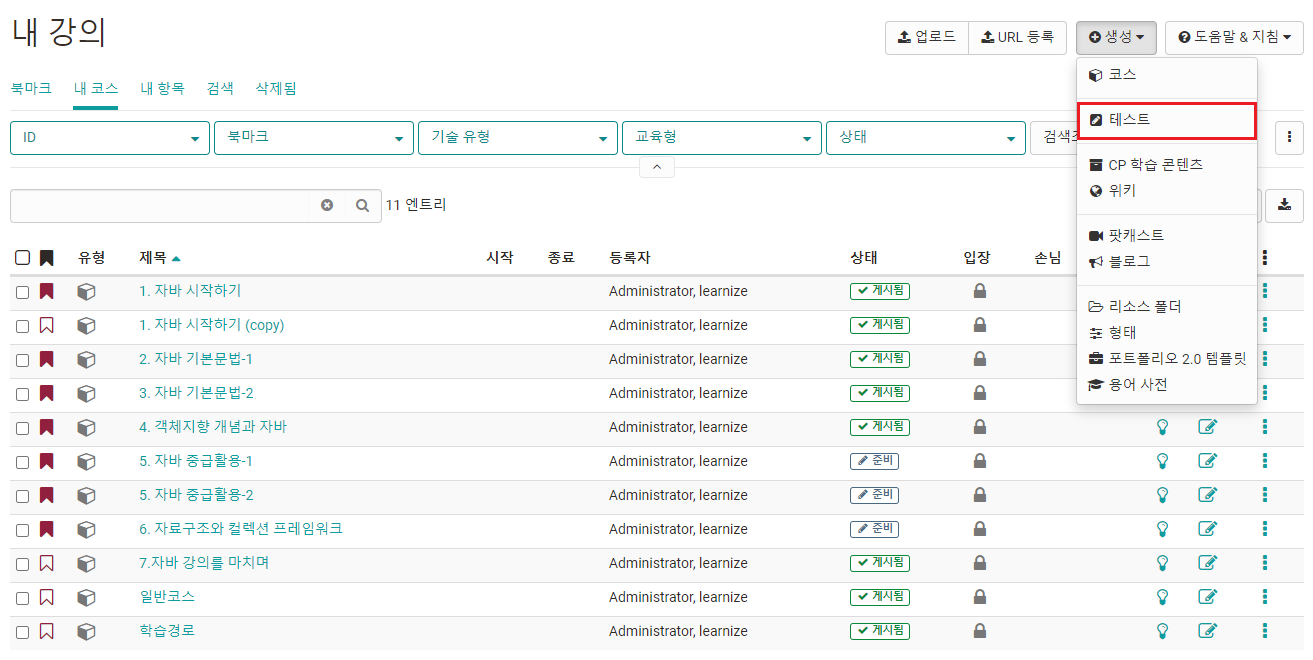 내 강의
업로드 URL 등록 생성 도움말 & 지침
북마크 내 코스 내 항목 검색 삭제됨
ID 북마크 기술 유형 교육형 상태
11 엔트리
유형 제목 시작 종료 등록자 상태 입장 손님
1. 자바 시작하기 Administrator, learnize 게시됨
1. 자바 시작하기 (copy) Administrator, learnize 게시됨
2. 자바 기본문법-1 Administrator, learnize 게시됨
3. 자바 기본문법-2 Administrator, learnize 게시됨
4. 객체지향 개념과 자바 Administrator, learnize 게시됨
5. 자바 중급활용-1 Administrator, learnize 준비
5. 자바 중급활용-2 Administrator, learnize 준비
6. 자료구조와 컬렉션 프레임워크 Administrator, learnize 준비
7.자바 강의를 마치며 Administrator, learnize 게시됨
일반코스 Administrator, learnize 게시됨
학습경로 Administrator, learnize 게시됨
코스
테스트
CP 학습 콘텐츠
위키
팟캐스트
블로그
리소스 폴더
형태
포트폴리오 2.0 템플릿
용어 사전